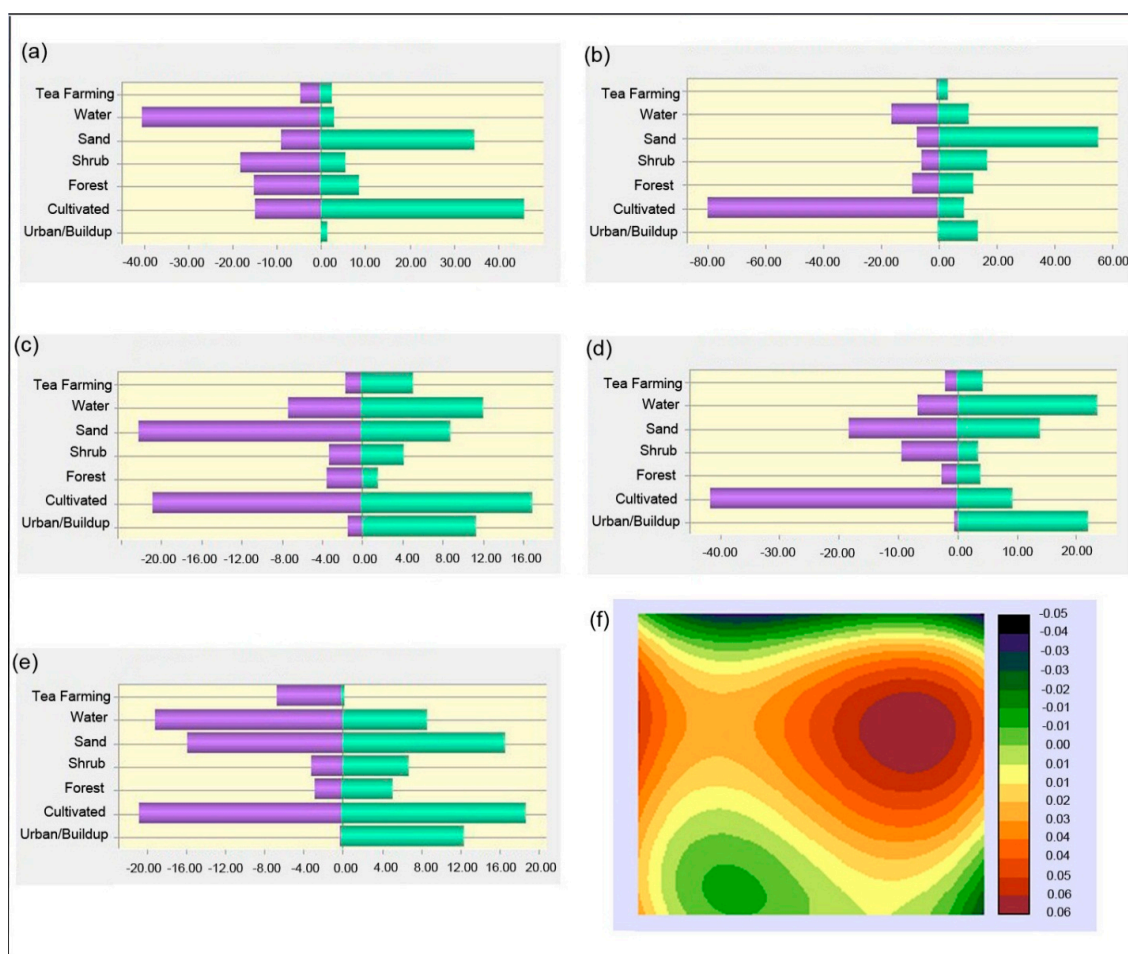 (a)
Tea Farming
Water
Sand
Shrub
Forest
Cultivated
Urban/Buildup
-40.00 -30.00 -20.00 -10.00 0.00 10.00 20.00 30.00 40.00
(b)
Tea Farming
Water
Sand
Shrub
Forest
Cultivated
Urban/Buildup
-80.00 -60.00 -40.00 -20.00 0.00 20.00 40.00 60.00
(c)
Tea Farming
Water
Sand
Shrub
Forest
Cultivated
Urban/Buildup
-20.00 -16.00 -12.00 -8.00 -4.00 0.00 4.00 8.00 12.00 16.00
(d)
Tea Farming
Water
Sand
Shrub
Forest
Cultivated
Urban/Buildup
-40.00 -30.00 -20.00 -10.00 0.00 10.00 20.00
(e)
Tea Farming
Water
Sand
Shrub
Forest
Cultivated
Urban/Buildup
-20.00 -16.00 -12.00 -8.00 -4.00 0.00 4.00 8.00 12.00 16.00 20.00
(f)
-0.05
-0.04
-0.03
-0.03
-0.02
-0.01
-0.01
0.00
0.01
0.01
0.02
0.03
0.04
0.04
0.05
0.06
0.06